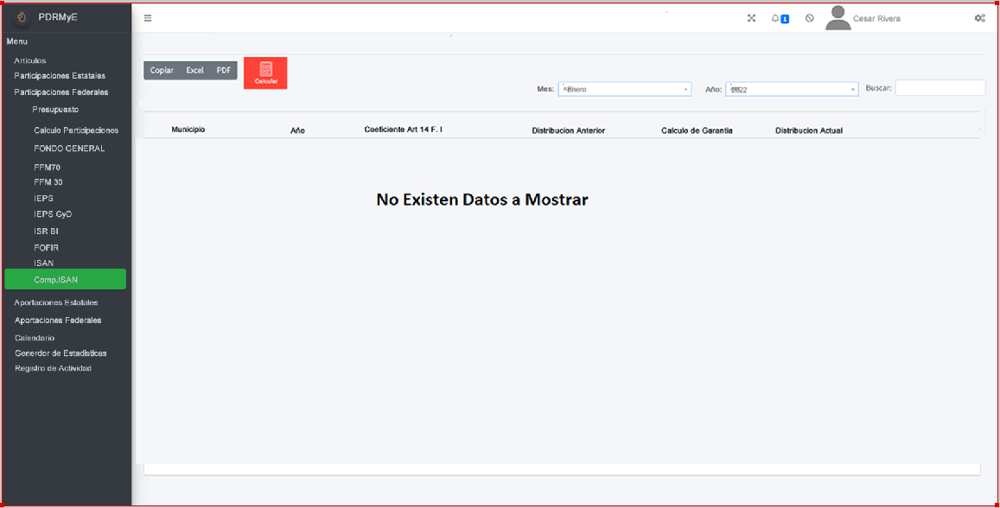 PDRMyE
1
Cesar Rivera
Menu
Artículos
Participaciones Estatales
Participaciones Federales
Presupuesto
Calculo Participaciones
FONDO GENERAL
FFM70
FFM 30
IEPS
IEPS GyD
ISR BI
FOFIR
ISAN
Comp.ISAN
Aportaciones Estatales
Aportaciones Federales
Calendario
Generdor de Estadísticas
Registro de Actividad
Copiar Excel PDF
Calcular
Mes: Enero Año: 2022 Buscar:
Municipio Año Coeficiente Art 14 F. I Distribucion Anterior Calculo de Garantia Distribucion Actual
No Existen Datos a Mostrar